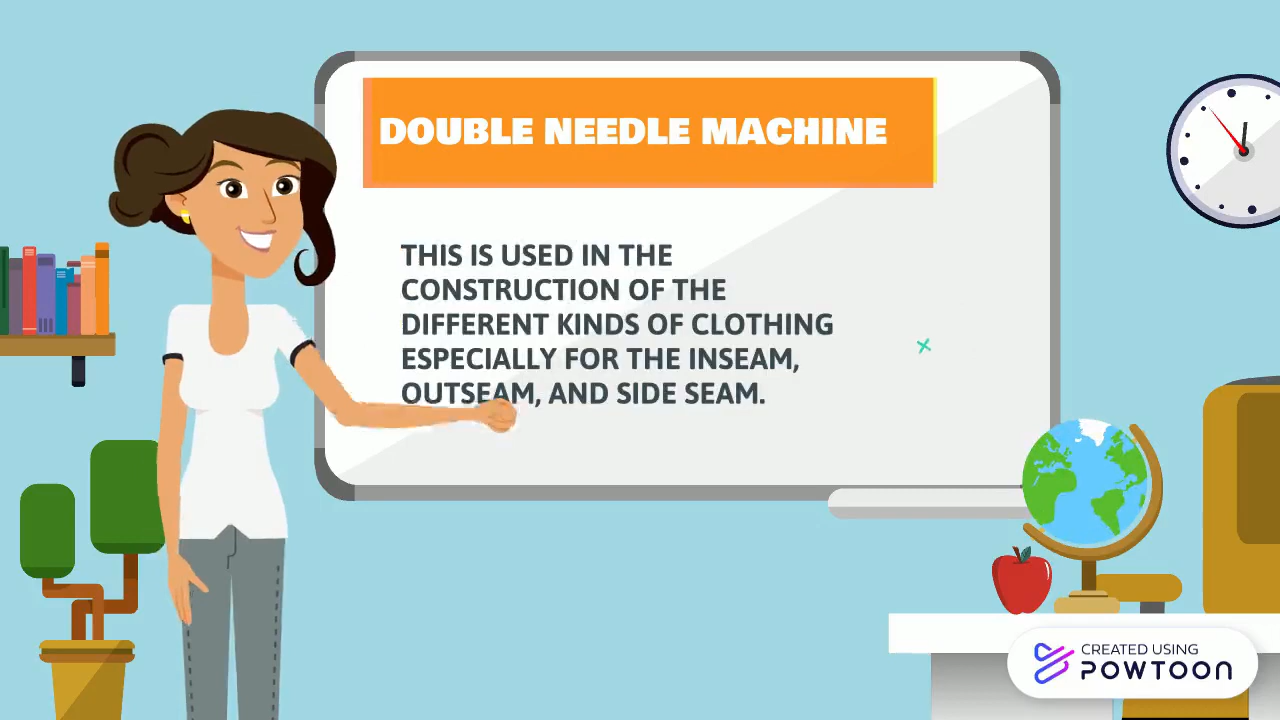 DOUBLE NEEDLE MACHINE
THIS IS USED IN THE
CONSTRUCTION OF THE
DIFFERENT KINDS OF CLOTHING
ESPECIALLY FOR THE INSEAM,
OUTSEAM, AND SIDE SEAM.
CREATED USING
POWTOON